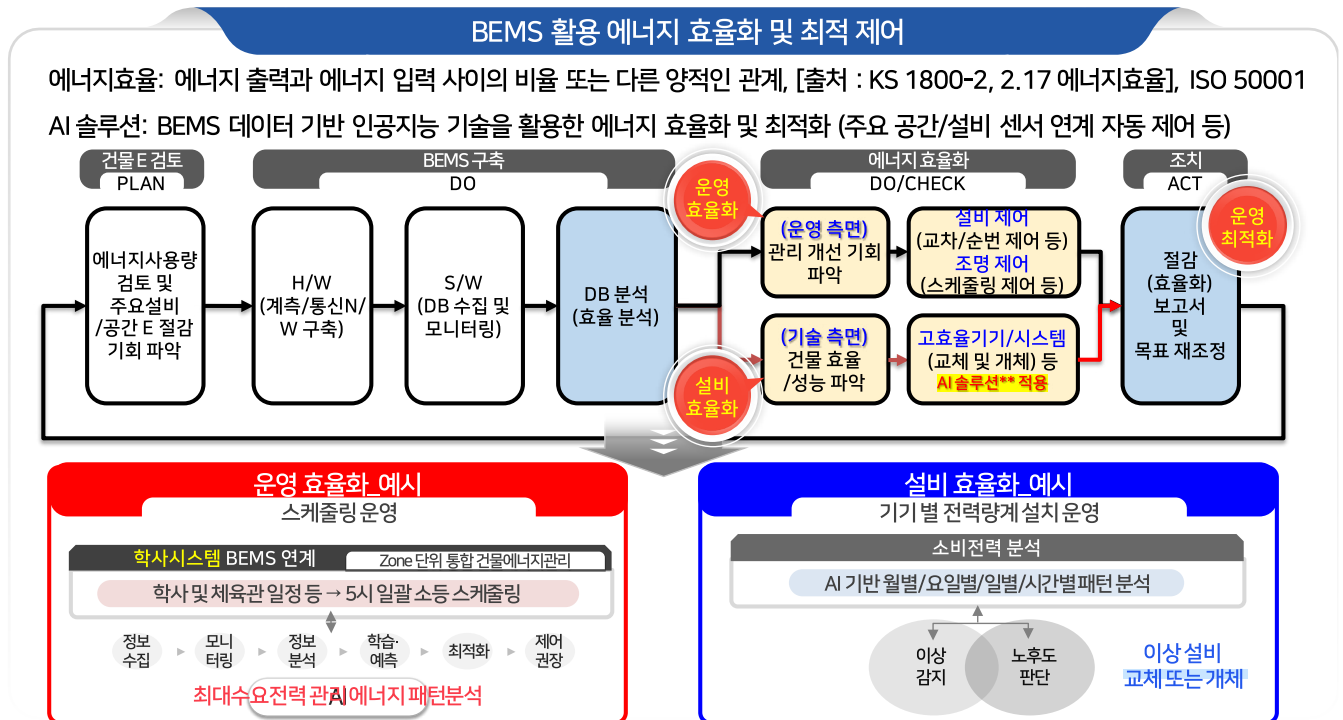 BEMS 활용 에너지 효율화 및 최적 제어
에너지효율: 에너지 출력과 에너지 입력 사이의 비율 또는 다른 양적인 관계, [출처 : KS 1800-2, 2.17 에너지효율], ISO 50001
AI 솔루션: BEMS 데이터 기반 인공지능 기술을 활용한 에너지 효율화 및 최적화 (주요 공간/설비 센서 연계 자동 제어 등)
건물 E 검토
PLAN
BEMS 구축
DO
에너지 효율화
DO/CHECK
조치
ACT
에너지사용량
검토 및
주요설비
/공간 E 절감
기회 파악
H/W
(계측/통신N/
W 구축)
S/W
(DB 수집 및
모니터링)
DB 분석
(효율 분석)
운영
효율화
설비
효율화
(운영 측면)
관리 개선 기회
파악
설비 제어
(교차/순번 제어 등)
조명 제어
(스케줄링 제어 등)
(기술 측면)
건물 효율
/성능 파악
고효율기기/시스템
(교체 및 개체) 등
AI 솔루션** 적용
운영
최적화
절감
(효율화)
보고서
및
목표 재조정
운영 효율화_예시
스케줄링 운영
학사시스템 BEMS 연계
Zone 단위 통합 건물에너지관리
학사 및 체육관 일정 등 → 5시 일괄 소등 스케줄링
정보
수집
모니
터링
정보
분석
학습·
예측
최적화
제어
권장
최대수요전력 관리 에너지 패턴분석
AI
설비 효율화_예시
기기 별 전력량계 설치 운영
소비전력 분석
AI 기반 월별/요일별/일별/시간별 패턴 분석
이상
감지
노후도
판단
이상 설비
교체 또는 개체